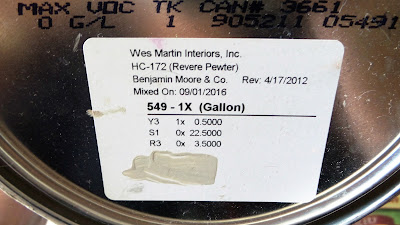 MAX VOC TK CAN# 3661
0 G/L 1 905211 05491
Wes Martin Interiors, Inc.
HC-172 (Revere Pewter)
Benjamin Moore & Co. Rev: 4/17/2012
Mixed On: 09/01/2016
549 - 1X (Gallon)
Y3 1x 0.5000
S1 0x 22.5000
R3 0x 3.5000